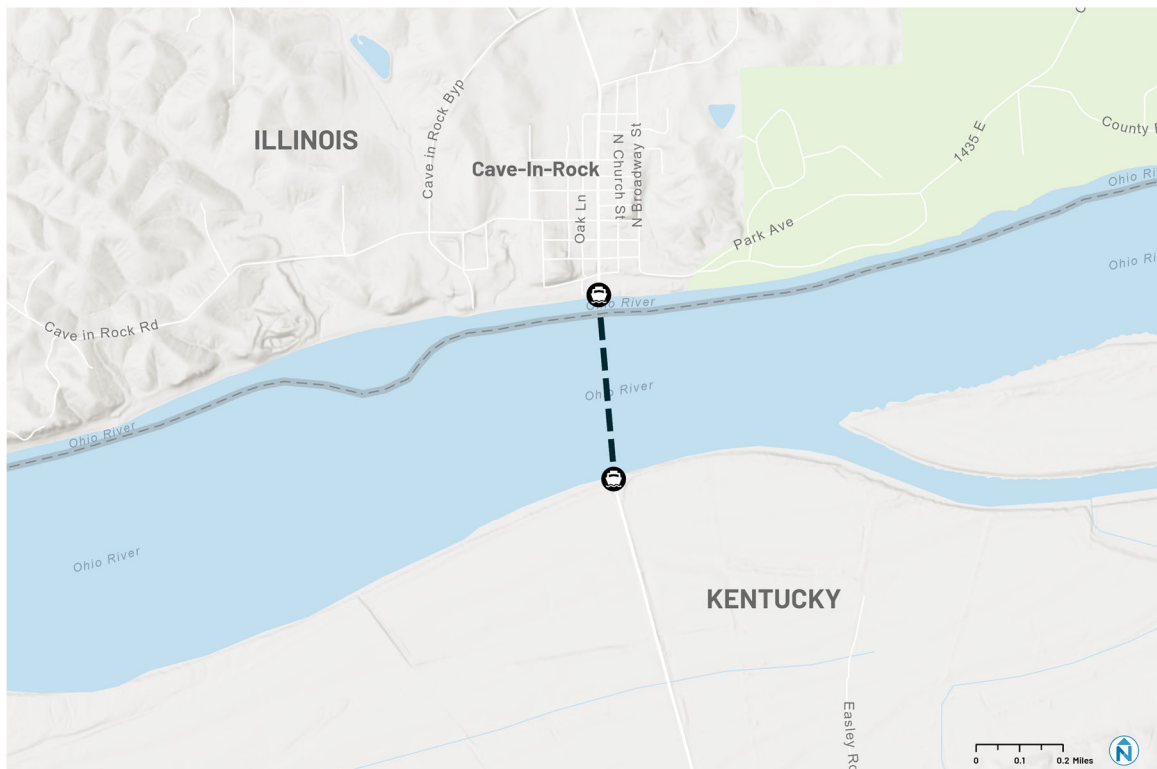 ILLINOIS
Cave in Rock Byp
Cave-In-Rock
Oak Ln
N Church St
N Broadway St
Park Ave
1435 E
County
Cave in Rock Rd
Ohio River
Ohio River
Ohio River
Ohio River
Ohio Ri
Ohio Ri
KENTUCKY
Easley
0 0.1 0.2 Miles
N